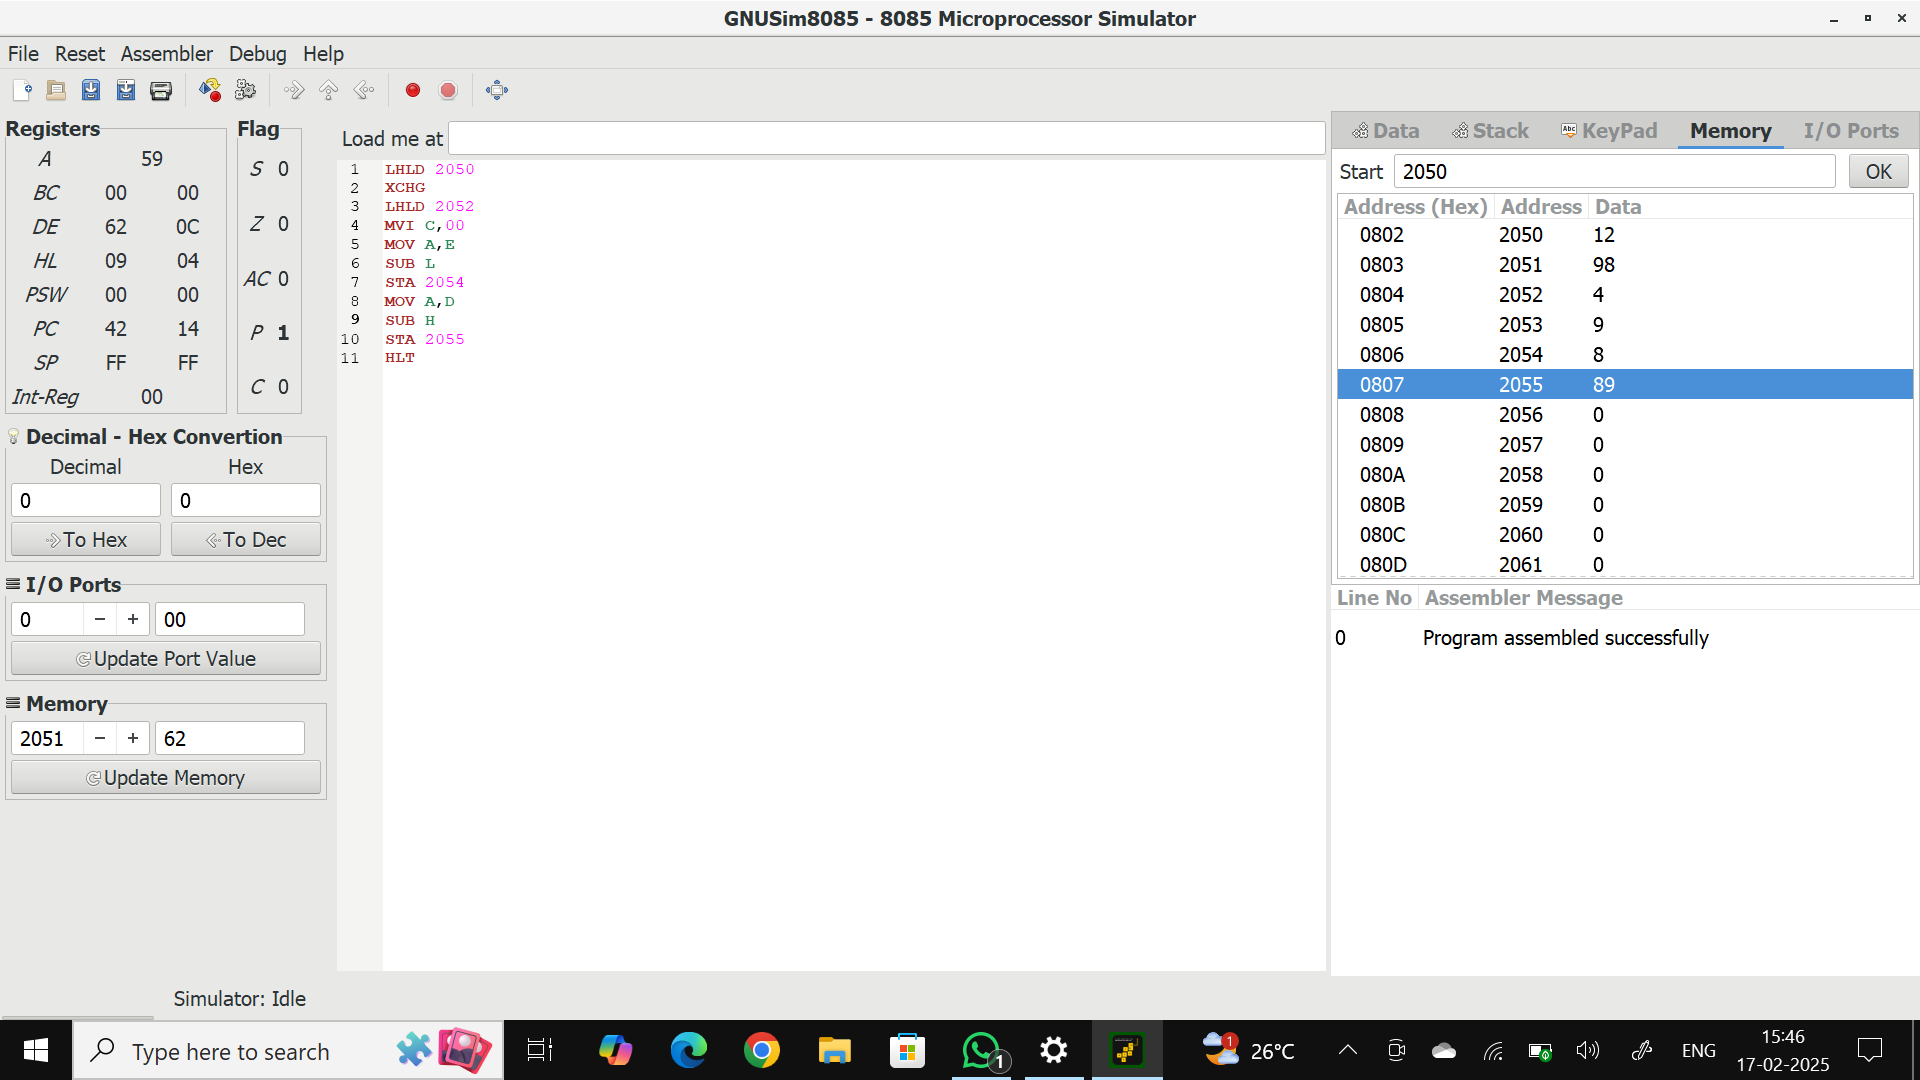 GNUSim8085 - 8085 Microprocessor Simulator
File Reset Assembler Debug Help
Registers
A 59
BC 00 00
DE 62 0C
HL 09 04
PSW 00 00
PC 42 14
SP FF FF
Int-Reg 00
Flag
S 0
Z 0
AC 0
P 1
C 0
Decimal - Hex Convertion
Decimal Hex
0 0
To Hex To Dec
I/O Ports
0 − + 00
Update Port Value
Memory
2051 − + 62
Update Memory
Load me at
1 LHLD 2050
2 XCHG
3 LHLD 2052
4 MVI C,00
5 MOV A,E
6 SUB L
7 STA 2054
8 MOV A,D
9 SUB H
10 STA 2055
11 HLT
Data Stack Abc KeyPad Memory I/O Ports
Start 2050 OK
Address (Hex) Address Data
0802 2050 12
0803 2051 98
0804 2052 4
0805 2053 9
0806 2054 8
0807 2055 89
0808 2056 0
0809 2057 0
080A 2058 0
080B 2059 0
080C 2060 0
080D 2061 0
Line No Assembler Message
0 Program assembled successfully
Simulator: Idle
Type here to search
1
1
26°C
ENG
15:46
17-02-2025